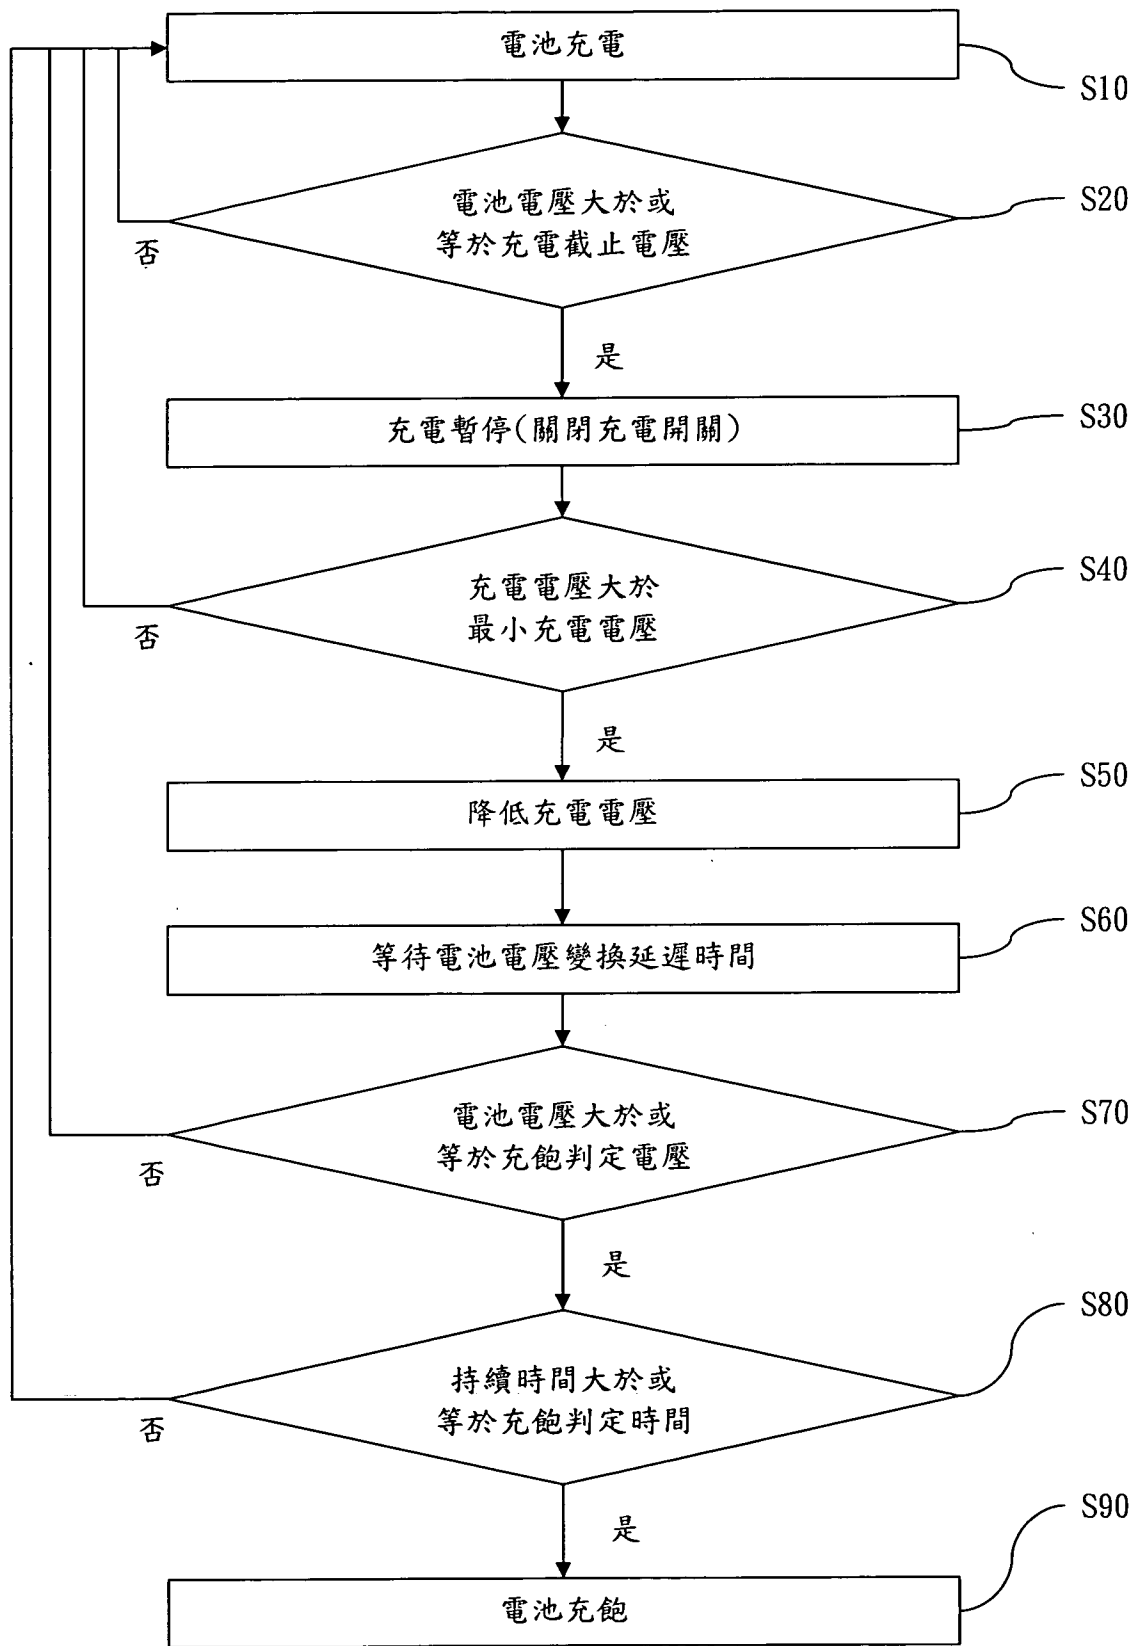 電池充電
S10
電池電壓大於或
等於充電截止電壓
S20
否
是
充電暫停(關閉充電開關)
S30
充電電壓大於
最小充電電壓
S40
否
是
降低充電電壓
S50
等待電池電壓變換延遲時間
S60
電池電壓大於或
等於充飽判定電壓
S70
否
是
持續時間大於或
等於充飽判定時間
S80
否
是
電池充飽
S90